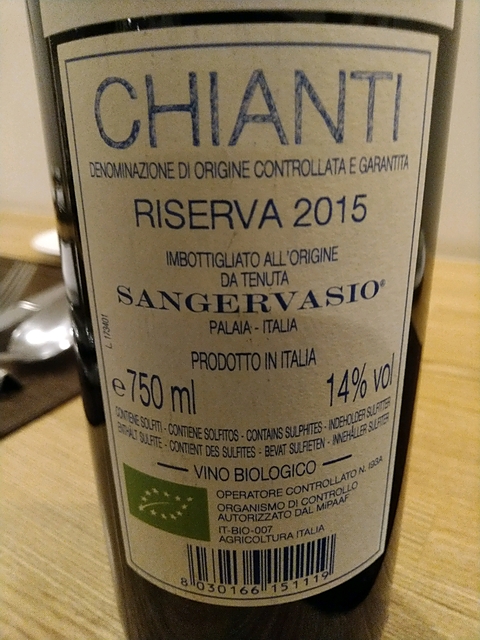 CHIANTI
DENOMINAZIONE DI ORIGINE CONTROLLATA E GARANTITA
RISERVA 2015
IMBOTTIGLIATO ALL'ORIGINE
DA TENUTA
SANGERVASIO®
PALAIA - ITALIA
PRODOTTO IN ITALIA
℮750 ml 14% vol
CONTIENE SOLFITI - CONTIENE SOLFITOS - CONTAINS SULPHITES - INDEHOLDER SULFITTER
ENTHÄLT SULFITE - CONTIENT DES SULFITES - BEVAT SULFIETEN - INNEHÅLLER SULFITER
VINO BIOLOGICO
OPERATORE CONTROLLATO N. I93A
ORGANISMO DI CONTROLLO
AUTORIZZATO DAL MiPAAF
IT-BIO-007
AGRICOLTURA ITALIA
8 030166 151119